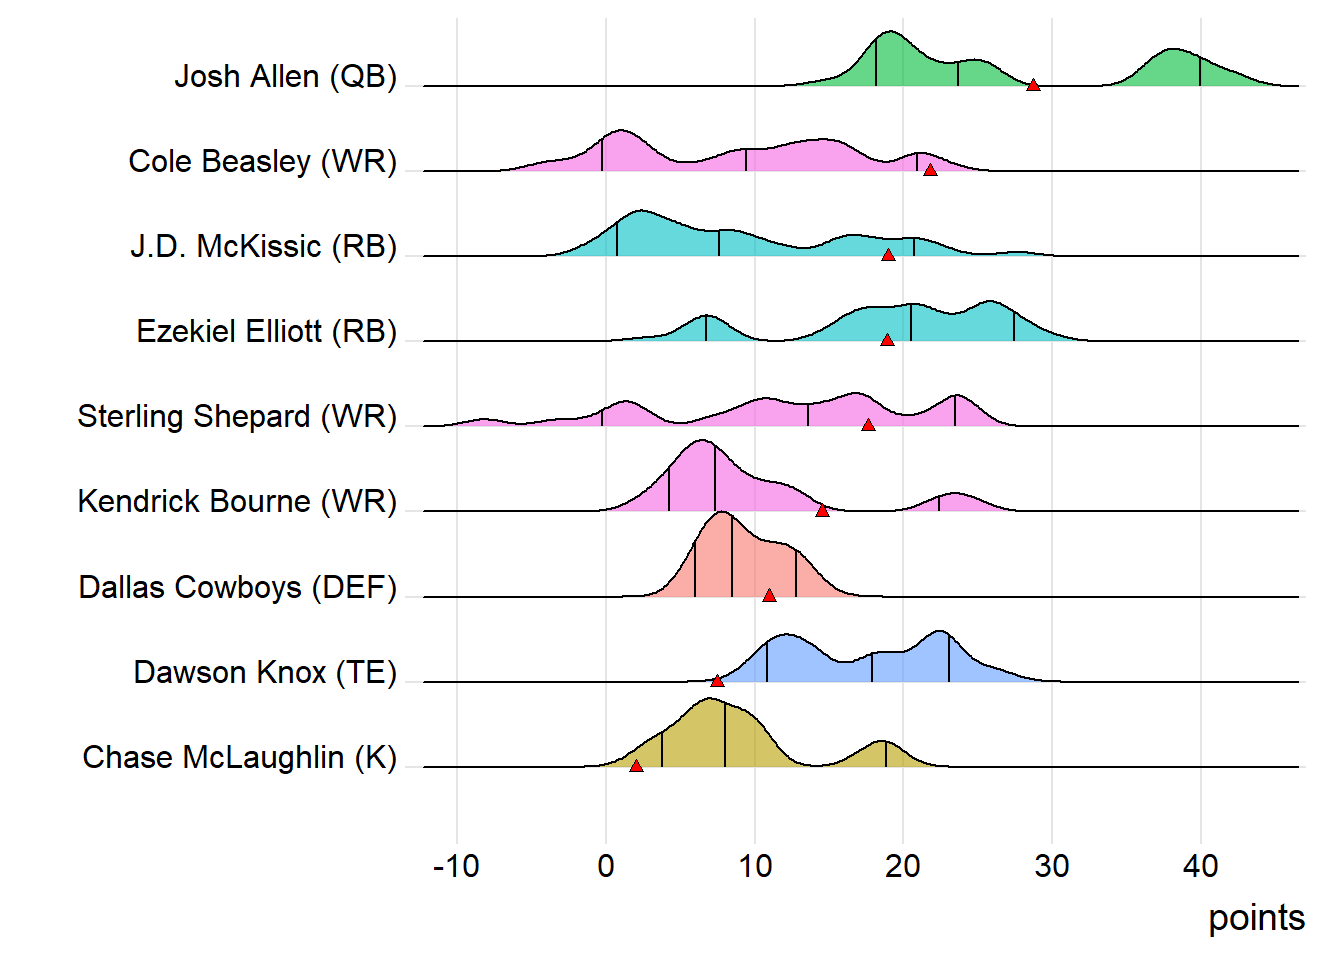 Josh Allen (QB)
Cole Beasley (WR)
J.D. McKissic (RB)
Ezekiel Elliott (RB)
Sterling Shepard (WR)
Kendrick Bourne (WR)
Dallas Cowboys (DEF)
Dawson Knox (TE)
Chase McLaughlin (K)
-10 0 10 20 30 40
points